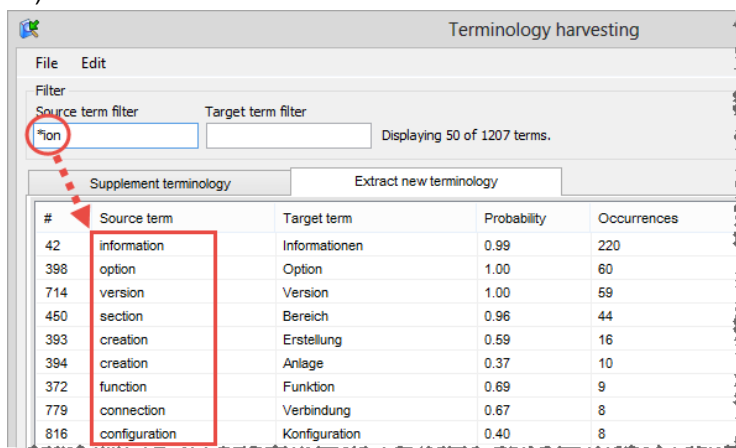 Terminology harvesting
File Edit
Filter
Source term filter Target term filter
*ion Displaying 50 of 1207 terms.
Supplement terminology Extract new terminology
# Source term Target term Probability Occurrences
42 information Informationen 0.99 220
398 option Option 1.00 60
714 version Version 1.00 59
450 section Bereich 0.96 44
393 creation Erstellung 0.59 16
394 creation Anlage 0.37 10
372 function Funktion 0.69 9
779 connection Verbindung 0.67 8
816 configuration Konfiguration 0.40 8